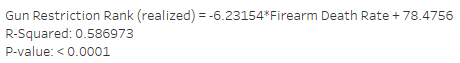 Gun Restriction Rank (realized) = -6.23154*Firearm Death Rate + 78.4756
R-Squared: 0.586973
P-value: < 0.0001